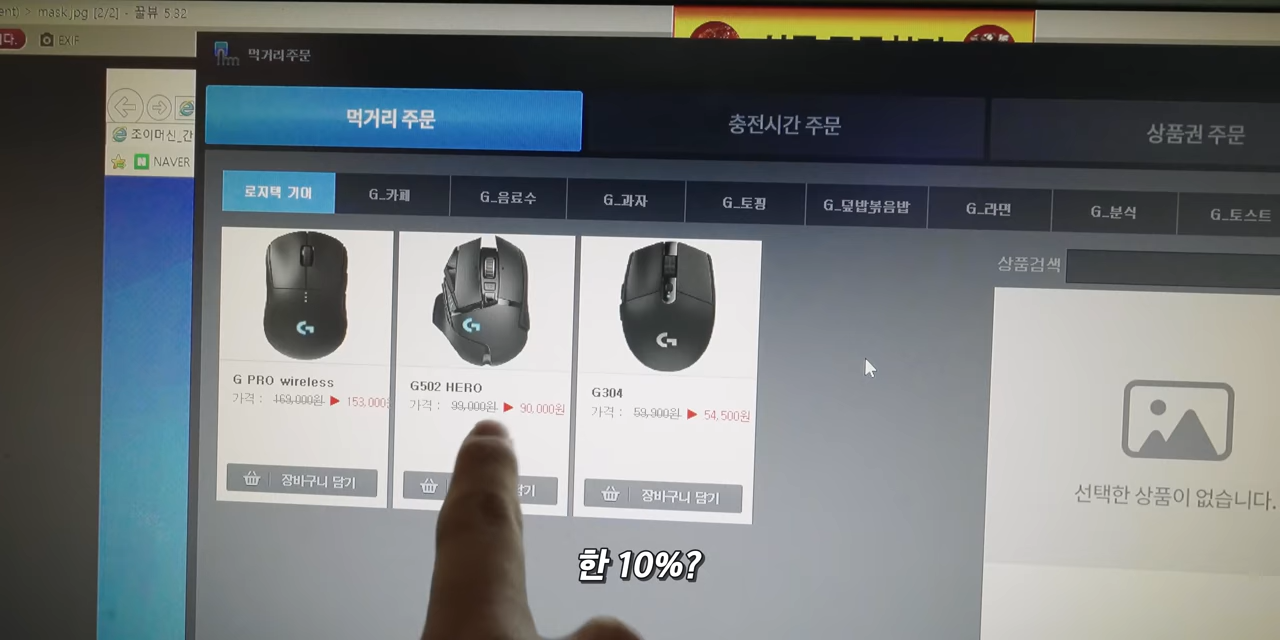 mask.jpg [2/2] - 꿀뷰 5.32
EXIF
먹거리주문
먹거리 주문
충전시간 주문
상품권 주문
조이머신_간
NAVER
로지텍 기어
G_카페
G_음료수
G_과자
G_토핑
G_덮밥볶음밥
G_라면
G_분식
G_토스트
상품검색
G PRO wireless
가격 : 169,000원 ▶ 153,000
장바구니 담기
G502 HERO
가격 : 99,000원 ▶ 90,000원
G304
가격 : 59,900원 ▶ 54,500원
장바구니 담기
선택한 상품이 없습니다.
한 10%?